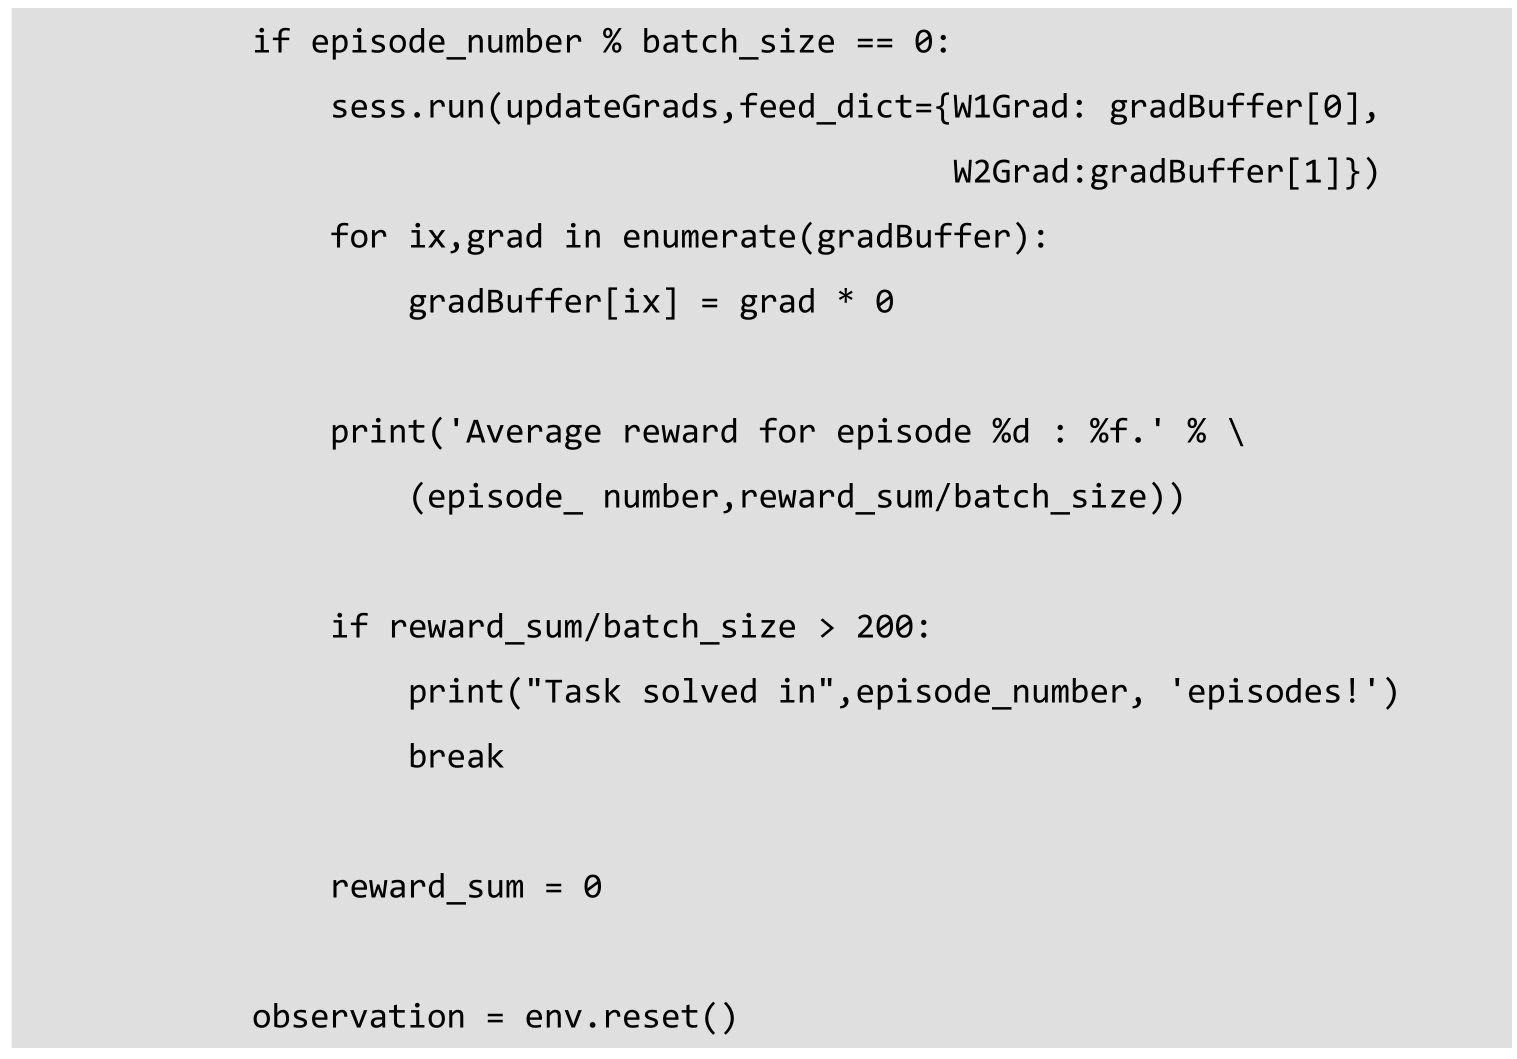 if episode_number % batch_size == 0:
    sess.run(updateGrads,feed_dict={W1Grad: gradBuffer[0],
                                    W2Grad:gradBuffer[1]})
    for ix,grad in enumerate(gradBuffer):
        gradBuffer[ix] = grad * 0
    print('Average reward for episode %d : %f.' % \
        (episode_ number,reward_sum/batch_size))
    if reward_sum/batch_size > 200:
        print("Task solved in",episode_number, 'episodes!')
        break
    reward_sum = 0
observation = env.reset()